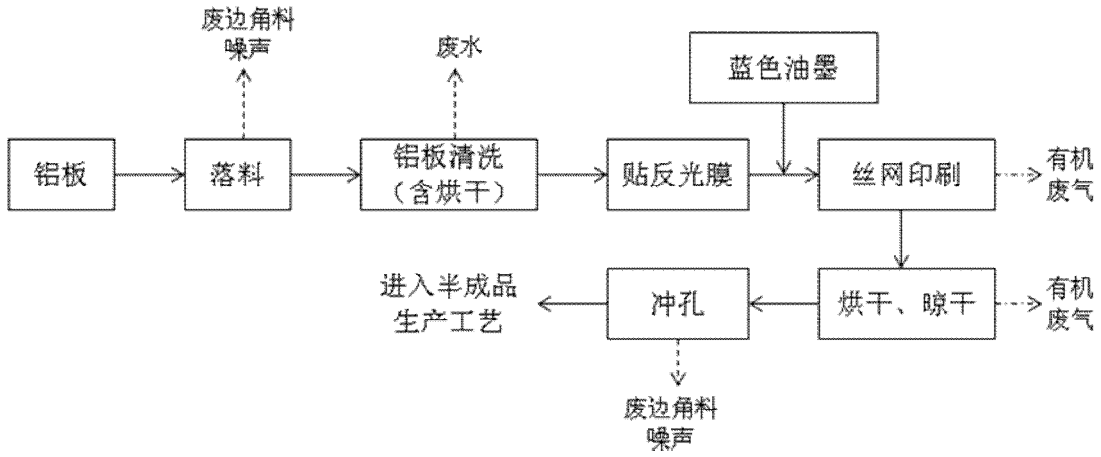 废边角料
噪声
废水
蓝色油墨
铝板
落料
铝板清洗
（含烘干）
贴反光膜
丝网印刷
有机
废气
进入半成品
生产工艺
冲孔
烘干、晾干
有机
废气
废边角料
噪声